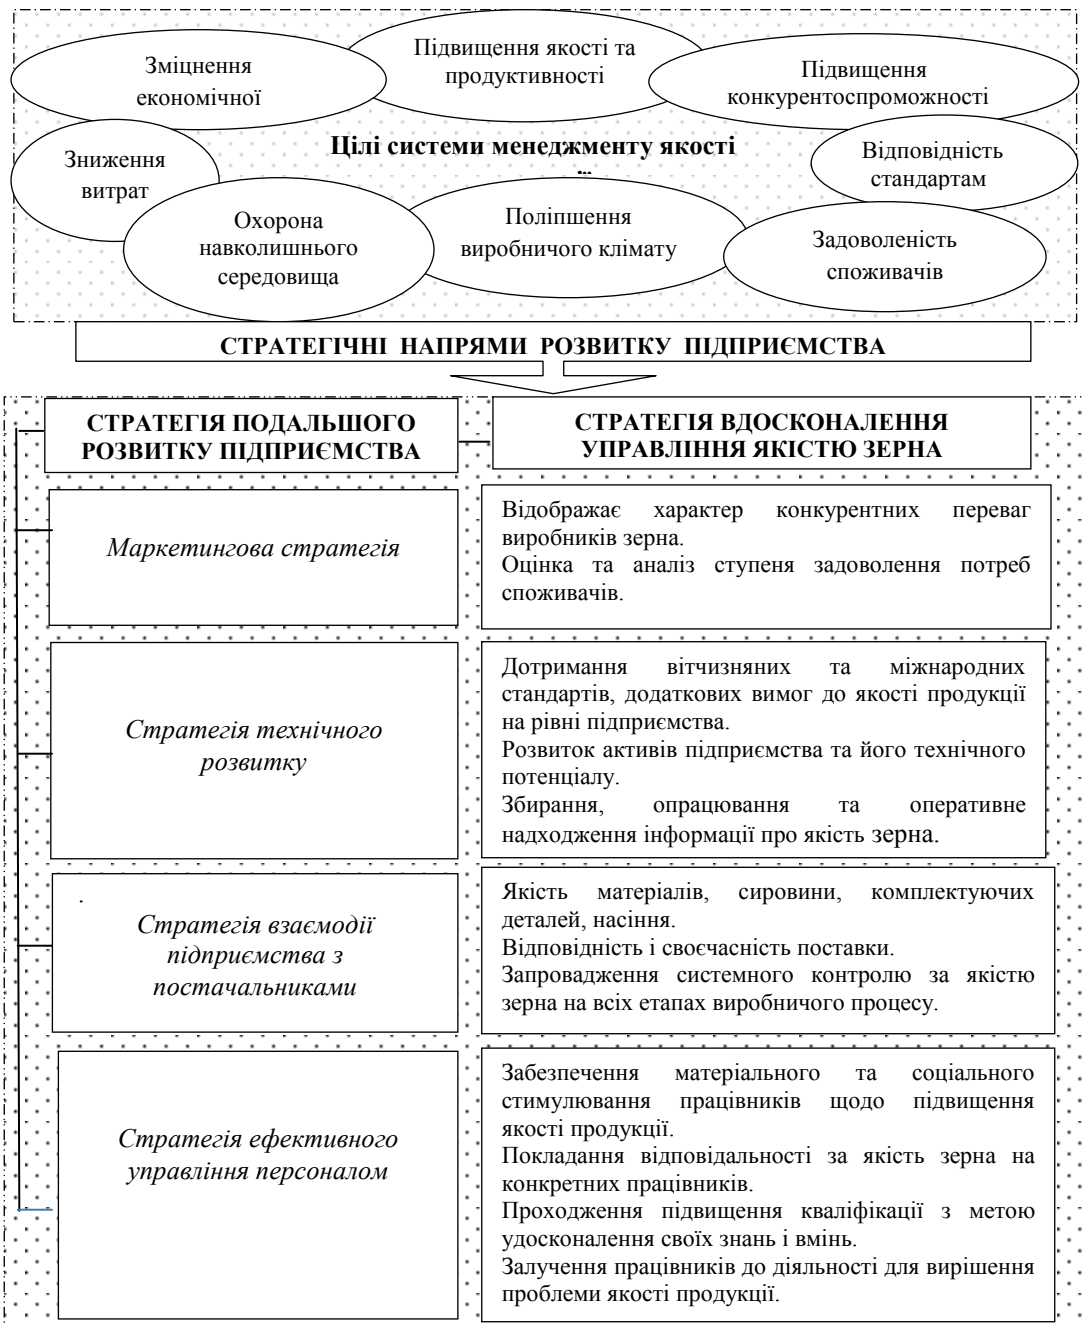 Зміцнення
економічної
Підвищення якості та
продуктивності
Підвищення
конкурентоспроможності
Цілі системи менеджменту якості
Зниження
витрат
Відповідність
стандартам
Охорона
навколишнього
середовища
Поліпшення
виробничого клімату
Задоволеність
споживачів
СТРАТЕГІЧНІ НАПРЯМИ РОЗВИТКУ ПІДПРИЄМСТВА
СТРАТЕГІЯ ПОДАЛЬШОГО
РОЗВИТКУ ПІДПРИЄМСТВА
СТРАТЕГІЯ ВДОСКОНАЛЕННЯ
УПРАВЛІННЯ ЯКІСТЮ ЗЕРНА
Маркетингова стратегія
Відображає характер конкурентних переваг
виробників зерна.
Оцінка та аналіз ступеня задоволення потреб
споживачів.
Стратегія технічного
розвитку
Дотримання вітчизняних та міжнародних
стандартів, додаткових вимог до якості продукції
на рівні підприємства.
Розвиток активів підприємства та його технічного
потенціалу.
Збирання, опрацювання та оперативне
надходження інформації про якість зерна.
.
Стратегія взаємодії
підприємства з
постачальниками
Якість матеріалів, сировини, комплектуючих
деталей, насіння.
Відповідність і своєчасність поставки.
Запровадження системного контролю за якістю
зерна на всіх етапах виробничого процесу.
Стратегія ефективного
управління персоналом
Забезпечення матеріального та соціального
стимулювання працівників щодо підвищення
якості продукції.
Покладання відповідальності за якість зерна на
конкретних працівників.
Проходження підвищення кваліфікації з метою
удосконалення своїх знань і вмінь.
Залучення працівників до діяльності для вирішення
проблеми якості продукції.